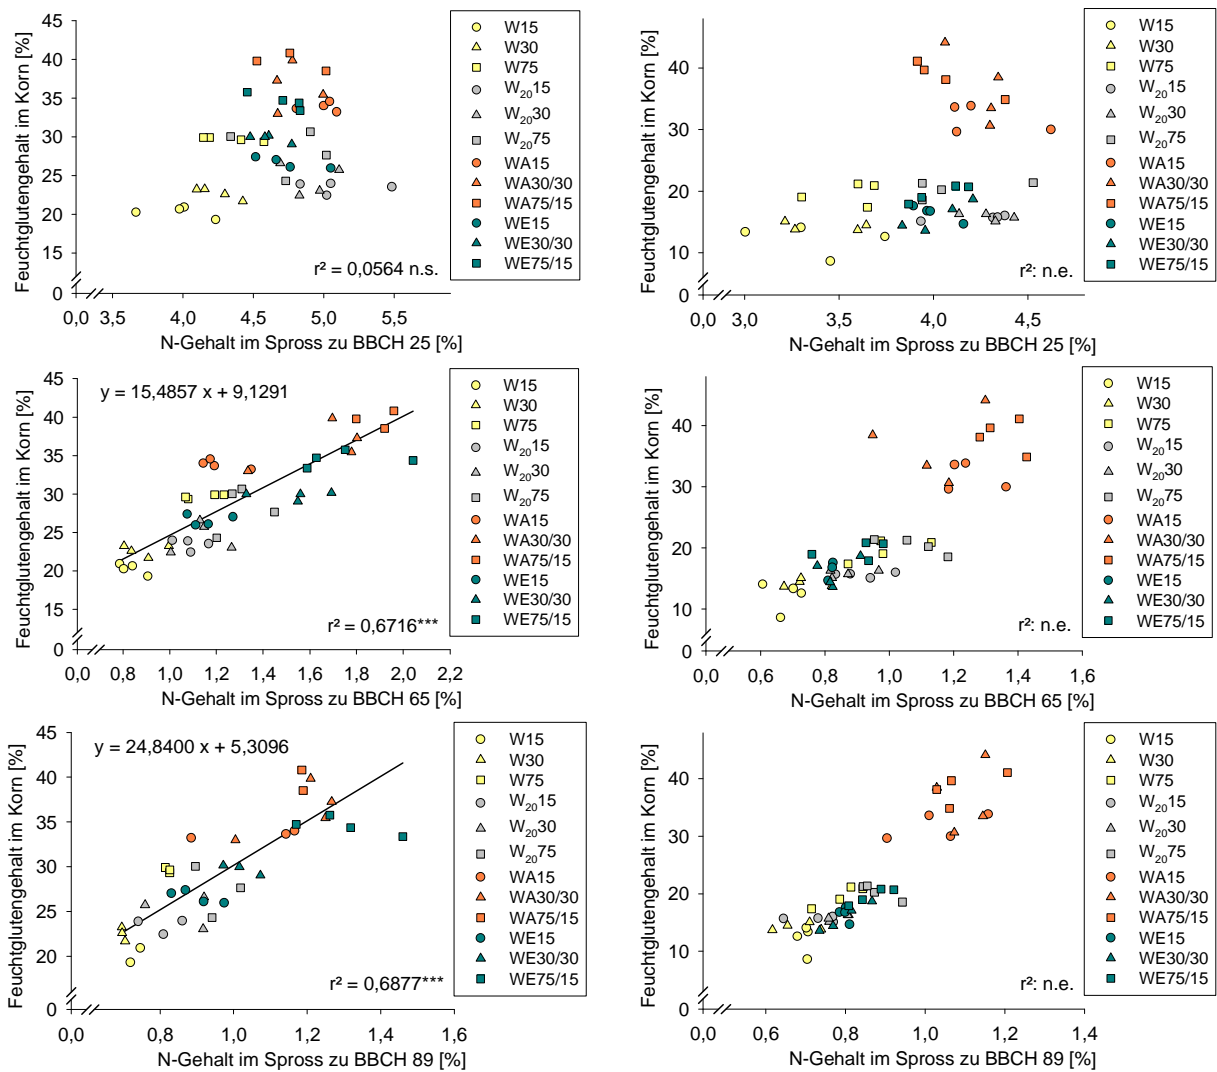 Feuchtglutengehalt im Korn [%]
45
40
35
30
25
20
15
0
r² = 0,0564 n.s.
0,0 3,5 4,0 4,5 5,0 5,5
N-Gehalt im Spross zu BBCH 25 [%]
W15
W30
W75
W₂₀15
W₂₀30
W₂₀75
WA15
WA30/30
WA75/15
WE15
WE30/30
WE75/15
Feuchtglutengehalt im Korn [%]
40
30
20
10
0
r²: n.e.
0,0 3,0 3,5 4,0 4,5
N-Gehalt im Spross zu BBCH 25 [%]
W15
W30
W75
W₂₀15
W₂₀30
W₂₀75
WA15
WA30/30
WA75/15
WE15
WE30/30
WE75/15
Feuchtglutengehalt im Korn [%]
45
40
35
30
25
20
15
0
y = 15,4857 x + 9,1291
r² = 0,6716***
0,0 0,8 1,0 1,2 1,4 1,6 1,8 2,0 2,2
N-Gehalt im Spross zu BBCH 65 [%]
W15
W30
W75
W₂₀15
W₂₀30
W₂₀75
WA15
WA30/30
WA75/15
WE15
WE30/30
WE75/15
Feuchtglutengehalt im Korn [%]
40
30
20
10
0
r²: n.e.
0,0 0,6 0,8 1,0 1,2 1,4 1,6
N-Gehalt im Spross zu BBCH 65 [%]
W15
W30
W75
W₂₀15
W₂₀30
W₂₀75
WA15
WA30/30
WA75/15
WE15
WE30/30
WE75/15
Feuchtglutengehalt im Korn [%]
45
40
35
30
25
20
0
y = 24,8400 x + 5,3096
r² = 0,6877***
0,0 0,8 1,0 1,2 1,4 1,6
N-Gehalt im Spross zu BBCH 89 [%]
W15
W30
W75
W₂₀15
W₂₀30
W₂₀75
WA15
WA30/30
WA75/15
WE15
WE30/30
WE75/15
Feuchtglutengehalt im Korn [%]
40
30
20
10
0
r²: n.e.
0,0 0,6 0,8 1,0 1,2 1,4
N-Gehalt im Spross zu BBCH 89 [%]
W15
W30
W75
W₂₀15
W₂₀30
W₂₀75
WA15
WA30/30
WA75/15
WE15
WE30/30
WE75/15